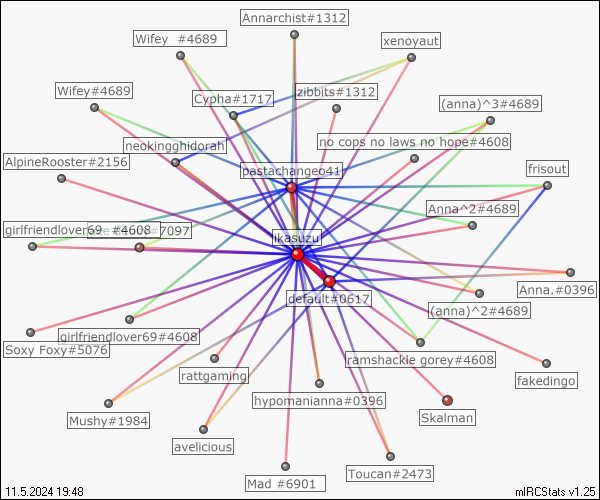 Annarchist#1312
Wifey #4689
xenoyaut
Wifey#4689
zibbits#1312
Cypha#1717
(anna)^3#4689
neokingghidorah
no cops no laws no hope#4608
AlpineRooster#2156
pastachangeo41
frisout
Anna^2#4689
girlfriendlover69 #4608
#7097
ikasuzu
Anna.#0396
default#0617
(anna)^2#4689
girlfriendlover69#4608
Soxy Foxy#5076
ramshackle gorey#4608
rattgaming
fakedingo
hypomanianna#0396
Mushy#1984
Skalman
avelicious
Toucan#2473
Mad #6901
11.5.2024 19:48
mIRCStats v1.25